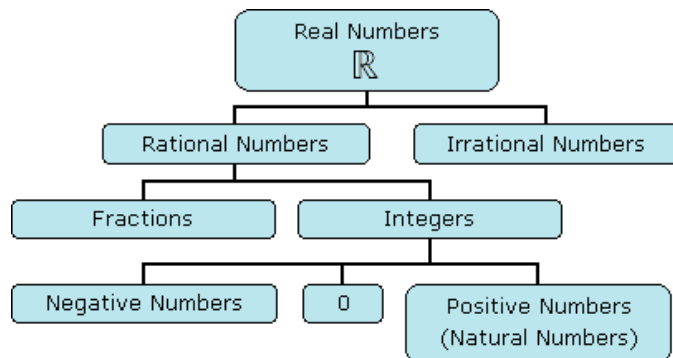 Real Numbers
ℝ
Rational Numbers
Irrational Numbers
Fractions
Integers
Negative Numbers
0
Positive Numbers
(Natural Numbers)